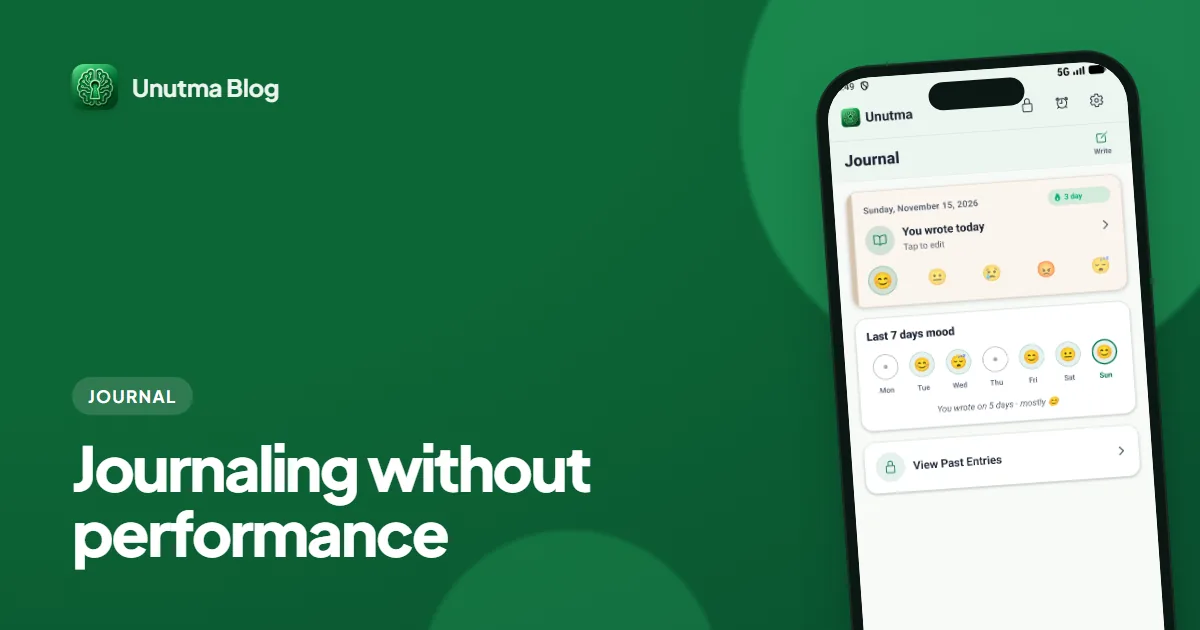 Unutma Blog
JOURNAL
Journaling without
performance
:49
5G
Unutma
Journal
Write
Sunday, November 15, 2026
3 day
You wrote today
Tap to edit
Last 7 days mood
Mon Tue Wed Thu Fri Sat Sun
You wrote on 5 days · mostly 😊
View Past Entries